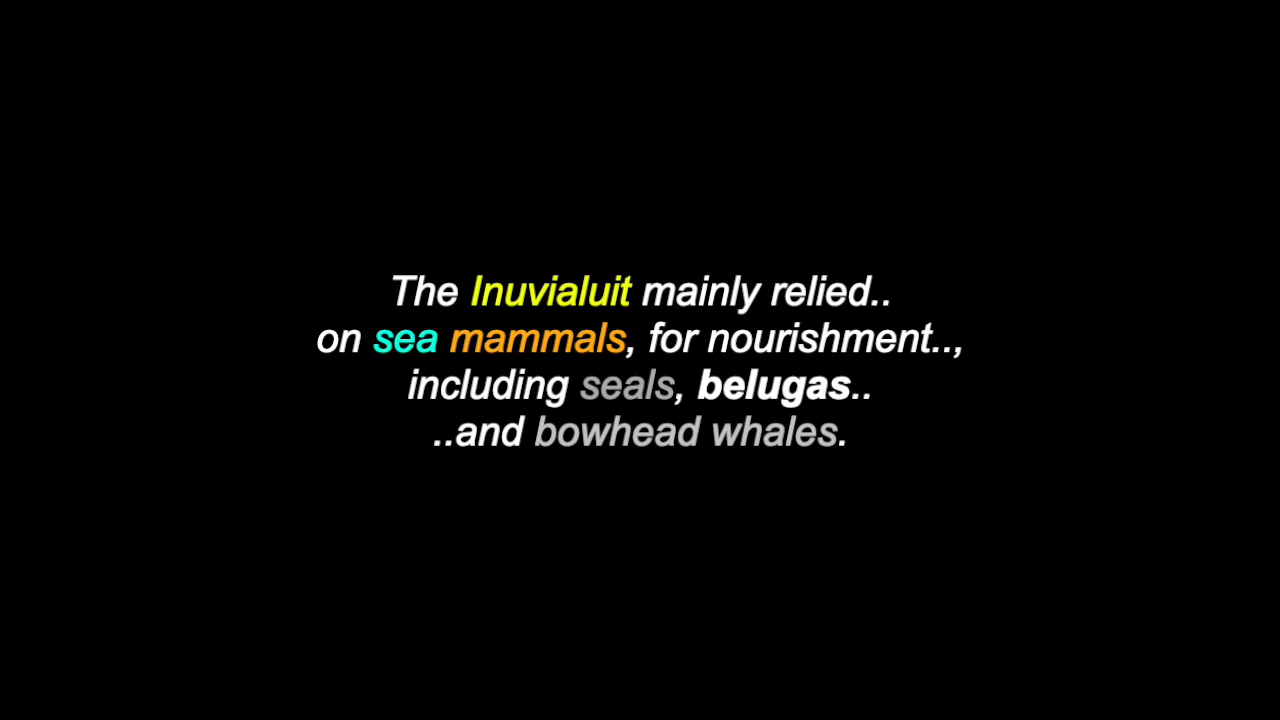 The Inuvialuit mainly relied..
on sea mammals, for nourishment..,
including seals, belugas..
..and bowhead whales.